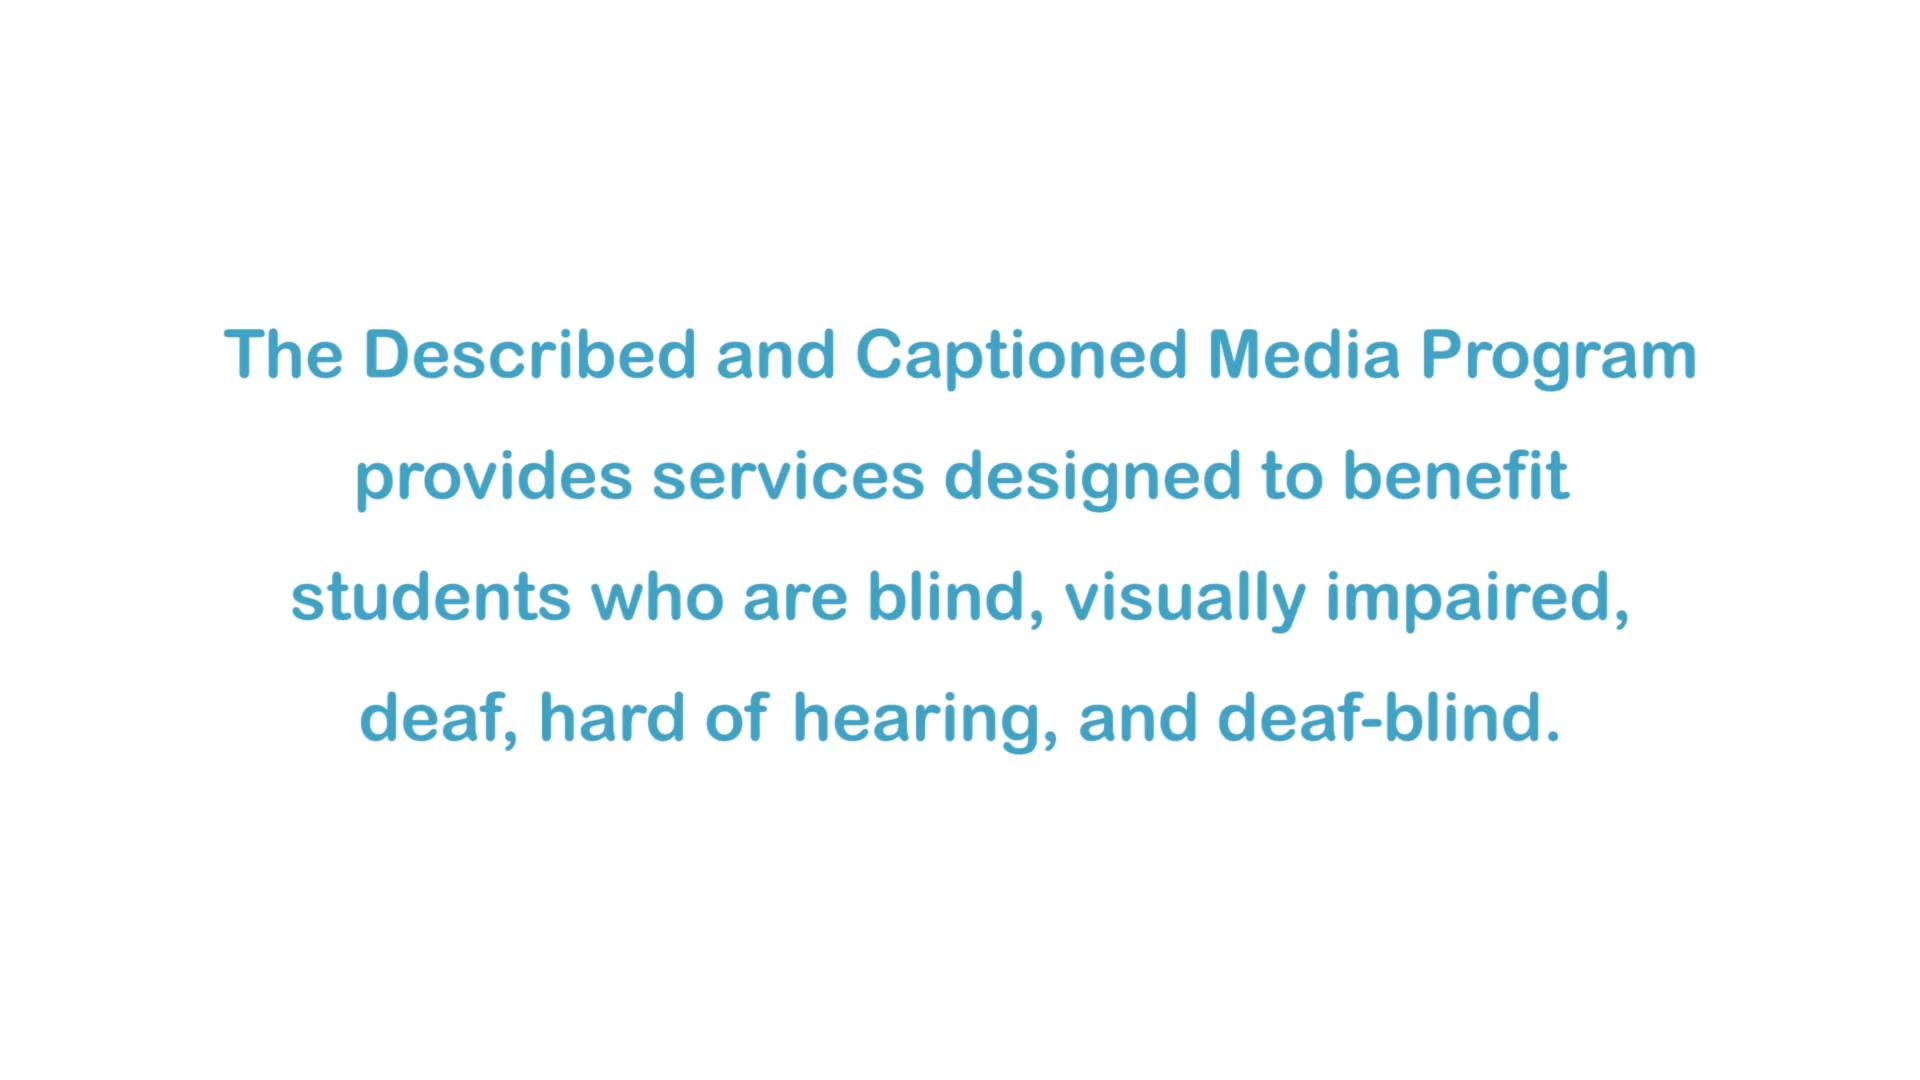 The Described and Captioned Media Program
provides services designed to benefit
students who are blind, visually impaired,
deaf, hard of hearing, and deaf-blind.